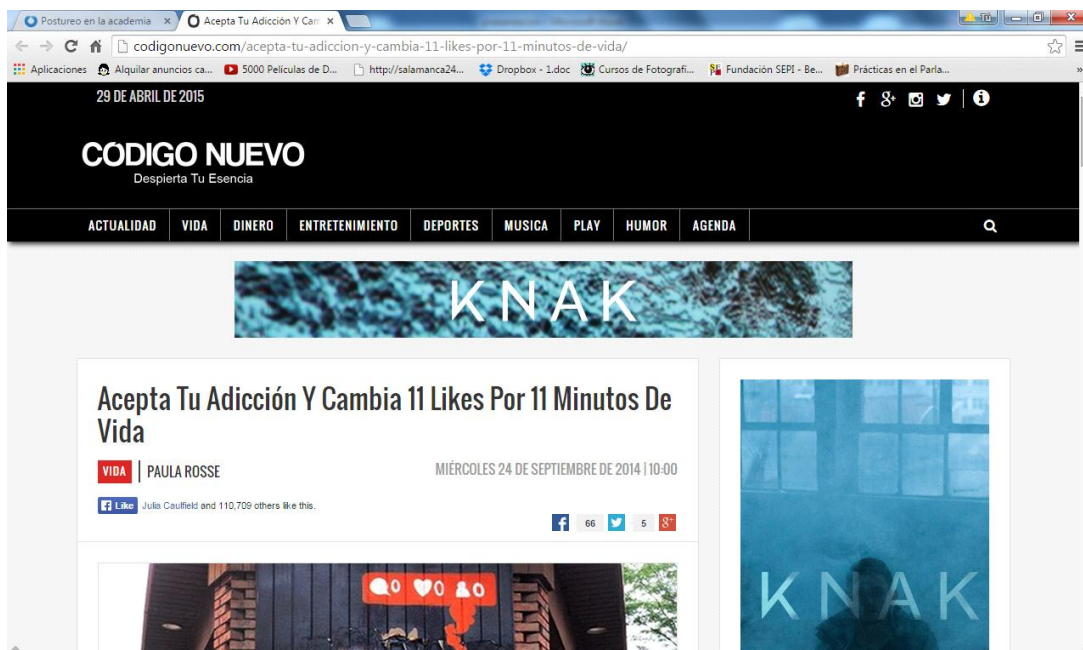 Postureo en la academia
Acepta Tu Adicción Y Cam
codigonuevo.com/acepta-tu-adiccion-y-cambia-11-likes-por-11-minutos-de-vida/
Aplicaciones Alquilar anuncios ca... 5000 Películas de D... http://salamanca24... Dropbox - 1.doc Cursos de Fotografí... Fundación SEPI - Be... Prácticas en el Parla... »
29 DE ABRIL DE 2015
CÓDIGO NUEVO
Despierta Tu Esencia
ACTUALIDAD VIDA DINERO ENTRETENIMIENTO DEPORTES MUSICA PLAY HUMOR AGENDA
KNAK
Acepta Tu Adicción Y Cambia 11 Likes Por 11 Minutos De
Vida
VIDA | PAULA ROSSE MIÉRCOLES 24 DE SEPTIEMBRE DE 2014 | 10:00
Like Julia Caulfield and 110,709 others like this.
66 5
0 0 0
KNAK